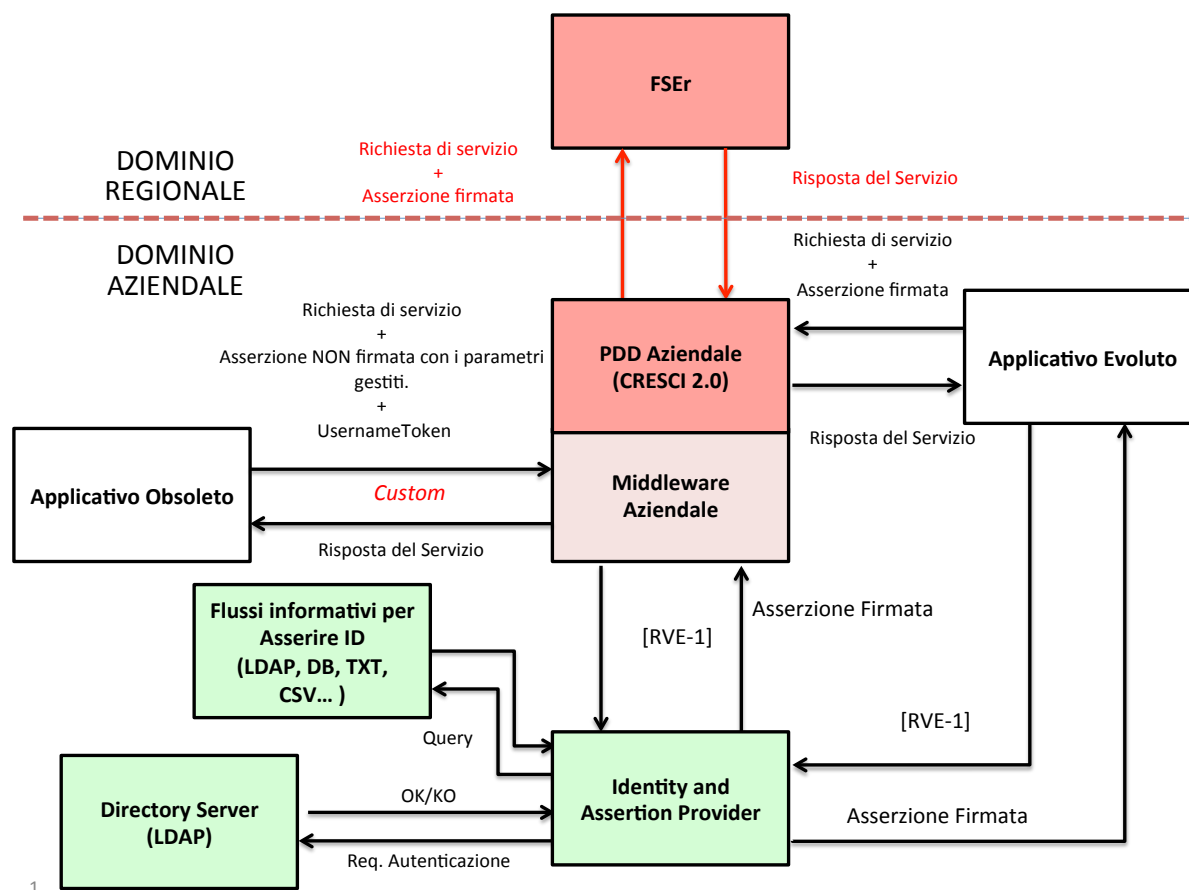 FSEr
DOMINIO
REGIONALE
Richiesta di servizio
+
Asserzione firmata
Risposta del Servizio
DOMINIO
AZIENDALE
Richiesta di servizio
+
Asserzione firmata
Richiesta di servizio
+
Asserzione NON firmata con i parametri
gestiti.
+
UsernameToken
PDD Aziendale
(CRESCI 2.0)
Applicativo Evoluto
Risposta del Servizio
Applicativo Obsoleto
Custom
Middleware
Aziendale
Risposta del Servizio
Flussi informativi per
Asserire ID
(LDAP, DB, TXT,
CSV... )
[RVE-1]
Asserzione Firmata
Query
[RVE-1]
Directory Server
(LDAP)
OK/KO
Req. Autenticazione
Identity and
Assertion Provider
Asserzione Firmata
1